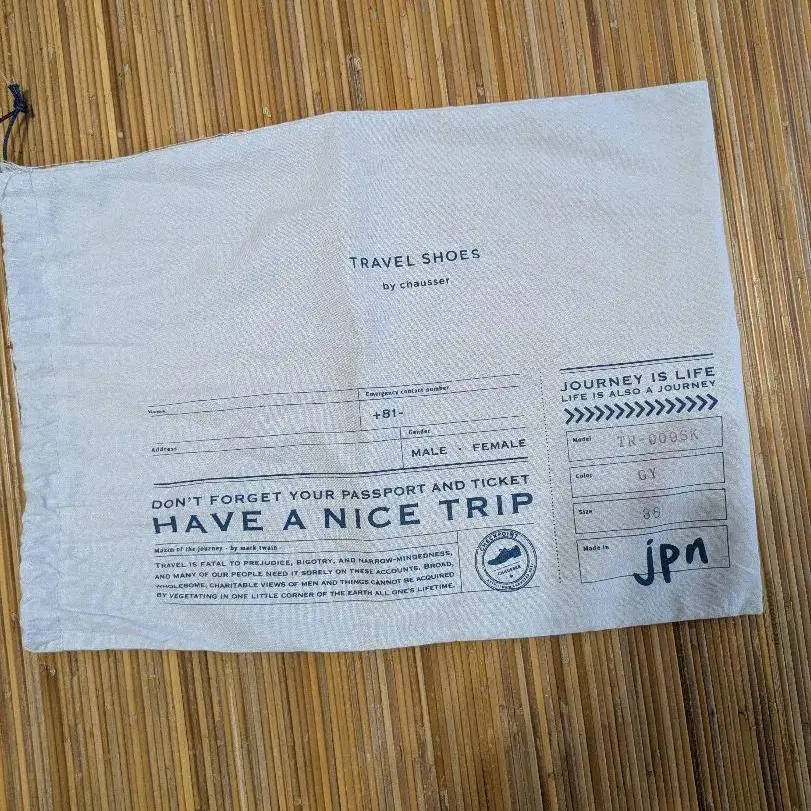 TRAVEL SHOES
by chausser
Name
Emergency contact number
+81-
Address
Gender
MALE · FEMALE
DON'T FORGET YOUR PASSPORT AND TICKET
HAVE A NICE TRIP
Maxim of the journey - by mark twain
TRAVEL IS FATAL TO PREJUDICE, BIGOTRY, AND NARROW-MINDEDNESS,
AND MANY OF OUR PEOPLE NEED IT SORELY ON THESE ACCOUNTS. BROAD,
WHOLESOME, CHARITABLE VIEWS OF MEN AND THINGS CANNOT BE ACQUIRED
BY VEGETATING IN ONE LITTLE CORNER OF THE EARTH ALL ONE'S LIFETIME.
CHECKPOINT
CHAUSSER
JOURNEY IS LIFE
LIFE IS ALSO A JOURNEY
Model
TR-0005K
Color
GY
Size
Made in
jpn